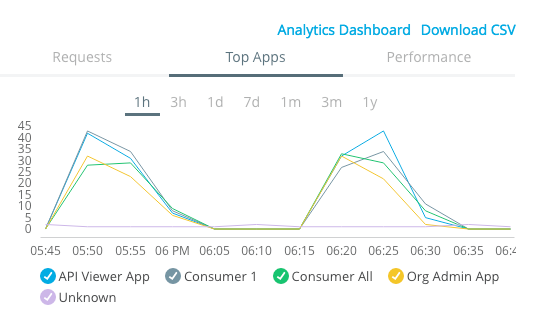 Analytics Dashboard Download CSV
Requests Top Apps Performance
1h 3h 1d 7d 1m 3m 1y
45
40
35
30
25
20
15
10
5
0
05:45 05:50 05:55 06 PM 06:05 06:10 06:15 06:20 06:25 06:30 06:35 06:4
API Viewer App Consumer 1 Consumer All Org Admin App
Unknown